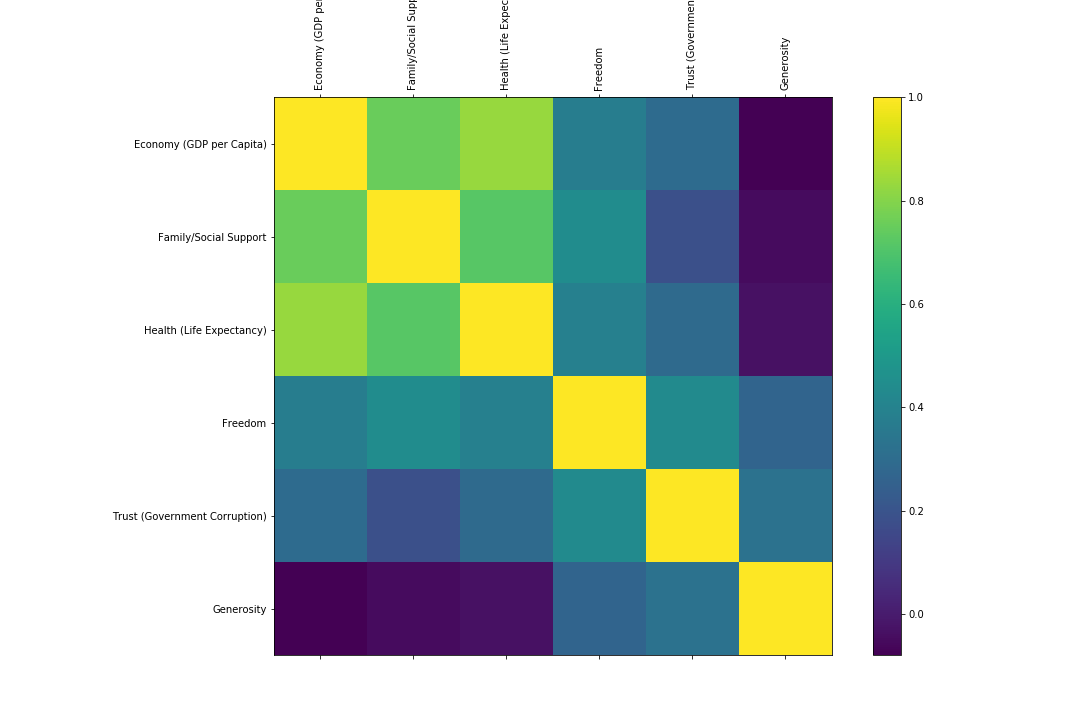 Economy (GDP per
Family/Social Supp
Health (Life Expec
Freedom
Trust (Government
Generosity
Economy (GDP per Capita)
Family/Social Support
Health (Life Expectancy)
Freedom
Trust (Government Corruption)
Generosity
1.0
0.8
0.6
0.4
0.2
0.0